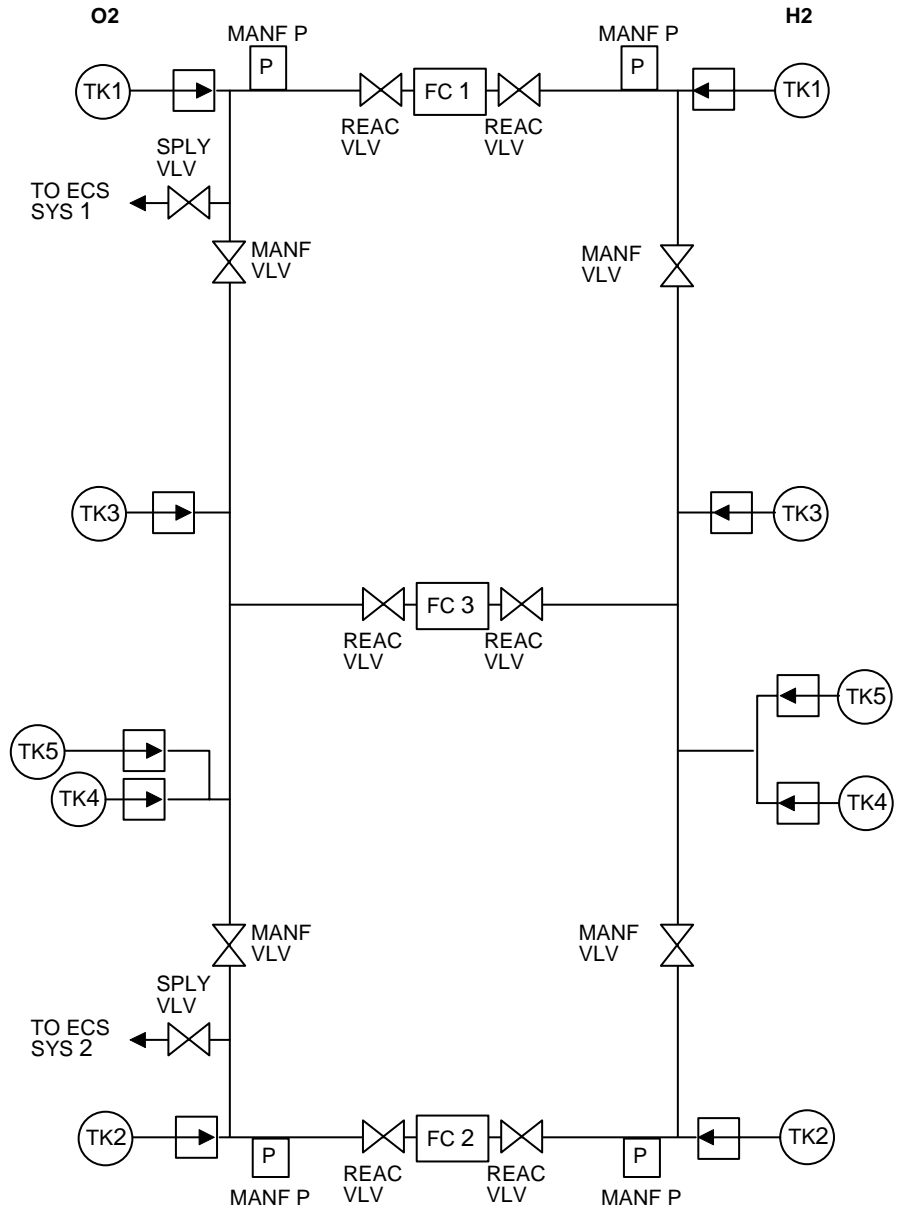 O2
H2
MANF P
MANF P
P
P
TK1
FC 1
TK1
REAC
VLV
REAC
VLV
SPLY
VLV
TO ECS
SYS 1
MANF
VLV
MANF
VLV
TK3
TK3
FC 3
REAC
VLV
REAC
VLV
TK5
TK5
TK4
TK4
MANF
VLV
MANF
VLV
SPLY
VLV
TO ECS
SYS 2
TK2
FC 2
TK2
P
P
REAC
VLV
REAC
VLV
MANF P
MANF P